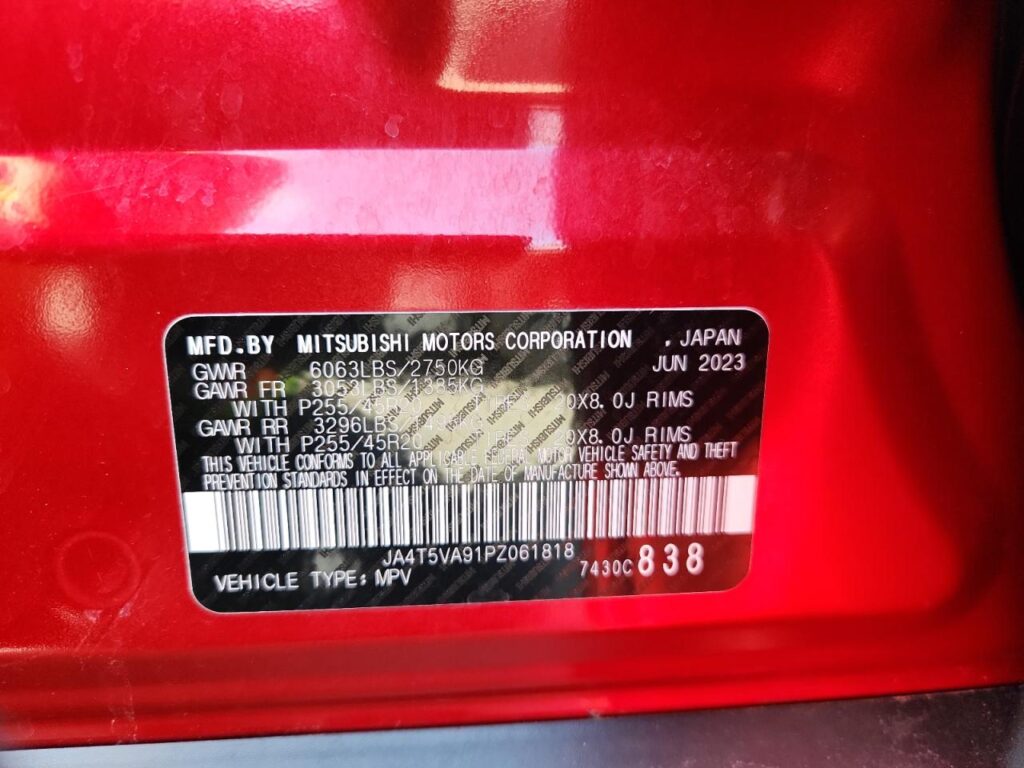 MFD.BY MITSUBISHI MOTORS CORPORATION , JAPAN
GVWR 6063LBS/2750KG JUN 2023
GAWR FR 3053LBS/1385KG
WITH P255/45R20 20X8.0J RIMS
GAWR RR 3296LBS
WITH P255/45R20 20X8.0J RIMS
THIS VEHICLE CONFORMS TO ALL APPLICABLE FEDERAL MOTOR VEHICLE SAFETY AND THEFT
PREVENTION STANDARDS IN EFFECT ON THE DATE OF MANUFACTURE SHOWN ABOVE.
JA4T5VA91PZ061818
VEHICLE TYPE: MPV 7430C 838